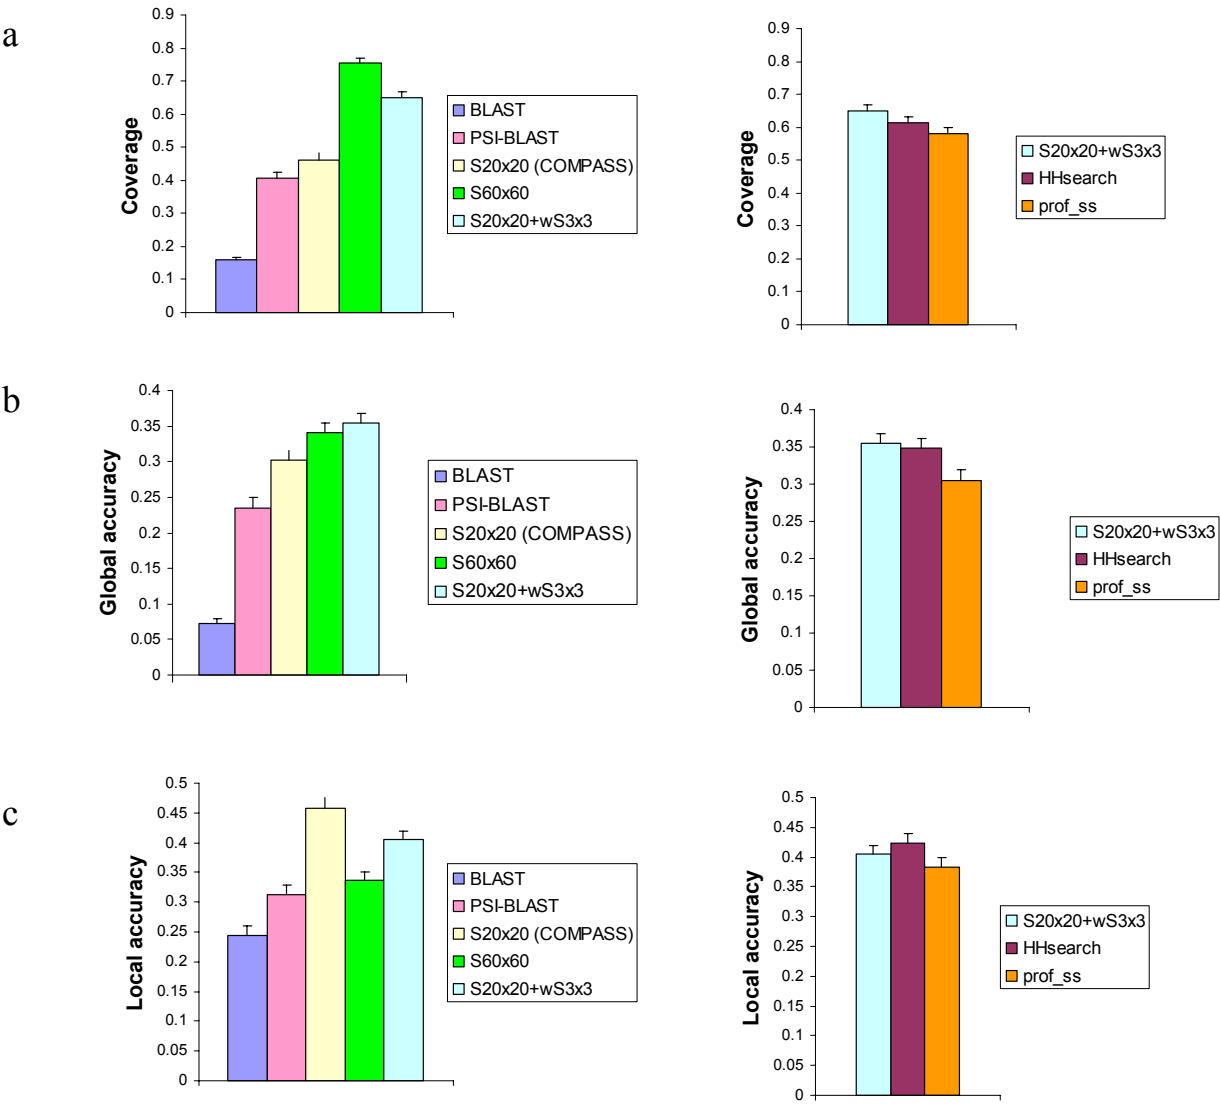 a
Coverage
0.9
0.8
0.7
0.6
0.5
0.4
0.3
0.2
0.1
0
BLAST
PSI-BLAST
S20x20 (COMPASS)
S60x60
S20x20+wS3x3
Coverage
0.9
0.8
0.7
0.6
0.5
0.4
0.3
0.2
0.1
0
S20x20+wS3x3
HHsearch
prof_ss
b
Global accuracy
0.4
0.35
0.3
0.25
0.2
0.15
0.1
0.05
0
BLAST
PSI-BLAST
S20x20 (COMPASS)
S60x60
S20x20+wS3x3
Global accuracy
0.4
0.35
0.3
0.25
0.2
0.15
0.1
0.05
0
S20x20+wS3x3
HHsearch
prof_ss
c
Local accuracy
0.5
0.45
0.4
0.35
0.3
0.25
0.2
0.15
0.1
0.05
0
BLAST
PSI-BLAST
S20x20 (COMPASS)
S60x60
S20x20+wS3x3
Local accuracy
0.5
0.45
0.4
0.35
0.3
0.25
0.2
0.15
0.1
0.05
0
S20x20+wS3x3
HHsearch
prof_ss